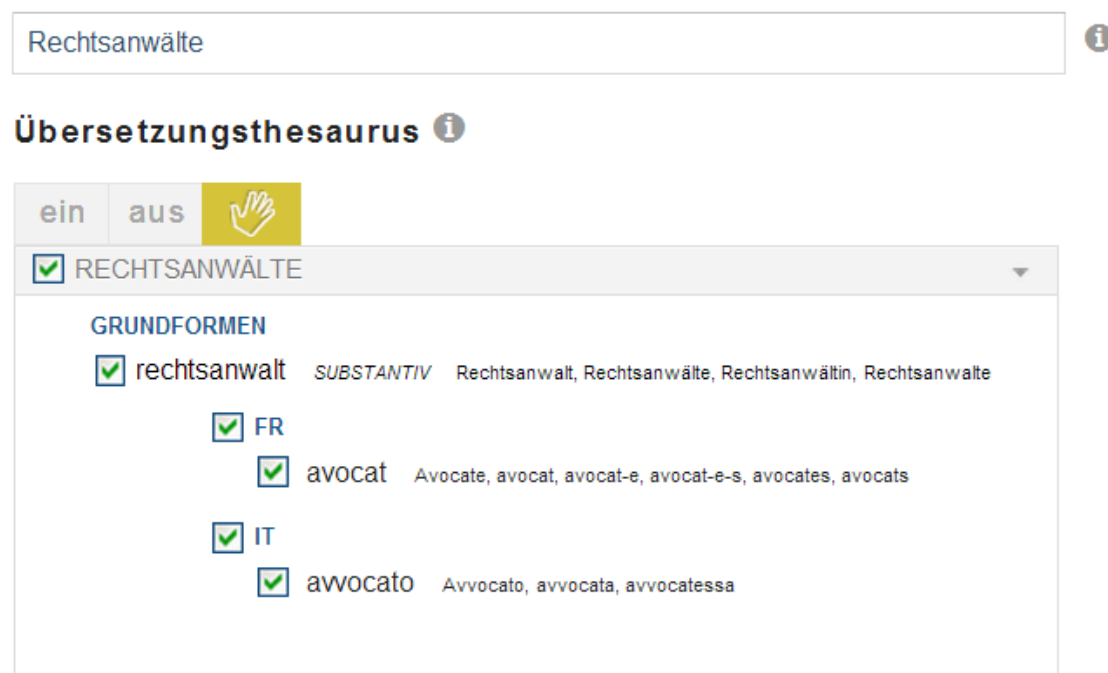 Rechtsanwälte
Übersetzungsthesaurus
ein aus
RECHTSANWÄLTE
GRUNDFORMEN
rechtsanwalt SUBSTANTIV Rechtsanwalt, Rechtsanwälte, Rechtsanwältin, Rechtsanwalte
FR
avocat Avocate, avocat, avocat-e, avocat-e-s, avocates, avocats
IT
avvocato Avvocato, avvocata, avvocatessa